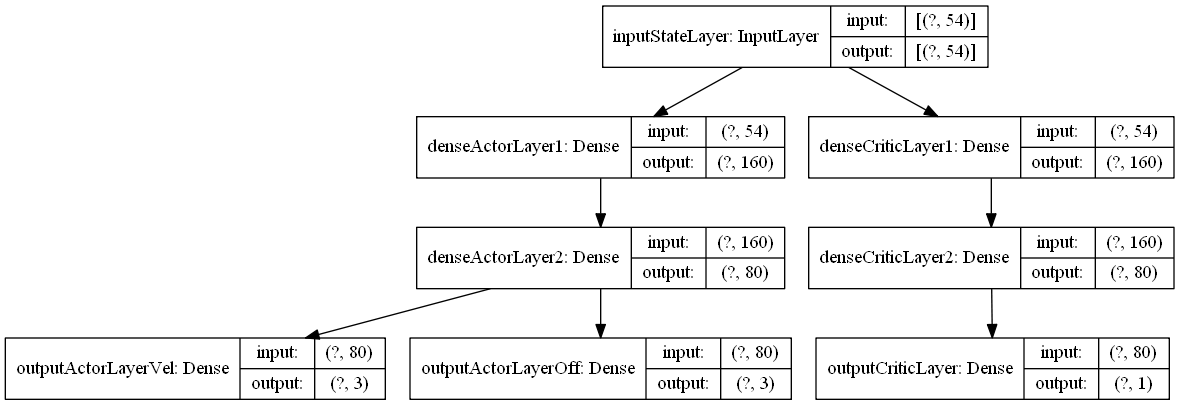 inputStateLayer: InputLayer
input: [(?, 54)]
output: [(?, 54)]
denseActorLayer1: Dense
input: (?, 54)
output: (?, 160)
denseCriticLayer1: Dense
input: (?, 54)
output: (?, 160)
denseActorLayer2: Dense
input: (?, 160)
output: (?, 80)
denseCriticLayer2: Dense
input: (?, 160)
output: (?, 80)
outputActorLayerVel: Dense
input: (?, 80)
output: (?, 3)
outputActorLayerOff: Dense
input: (?, 80)
output: (?, 3)
outputCriticLayer: Dense
input: (?, 80)
output: (?, 1)